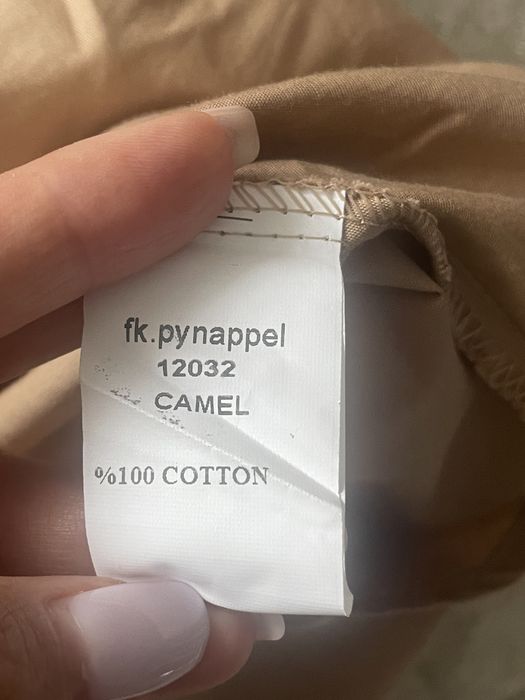 fk.pynappel
12032
CAMEL
%100 COTTON